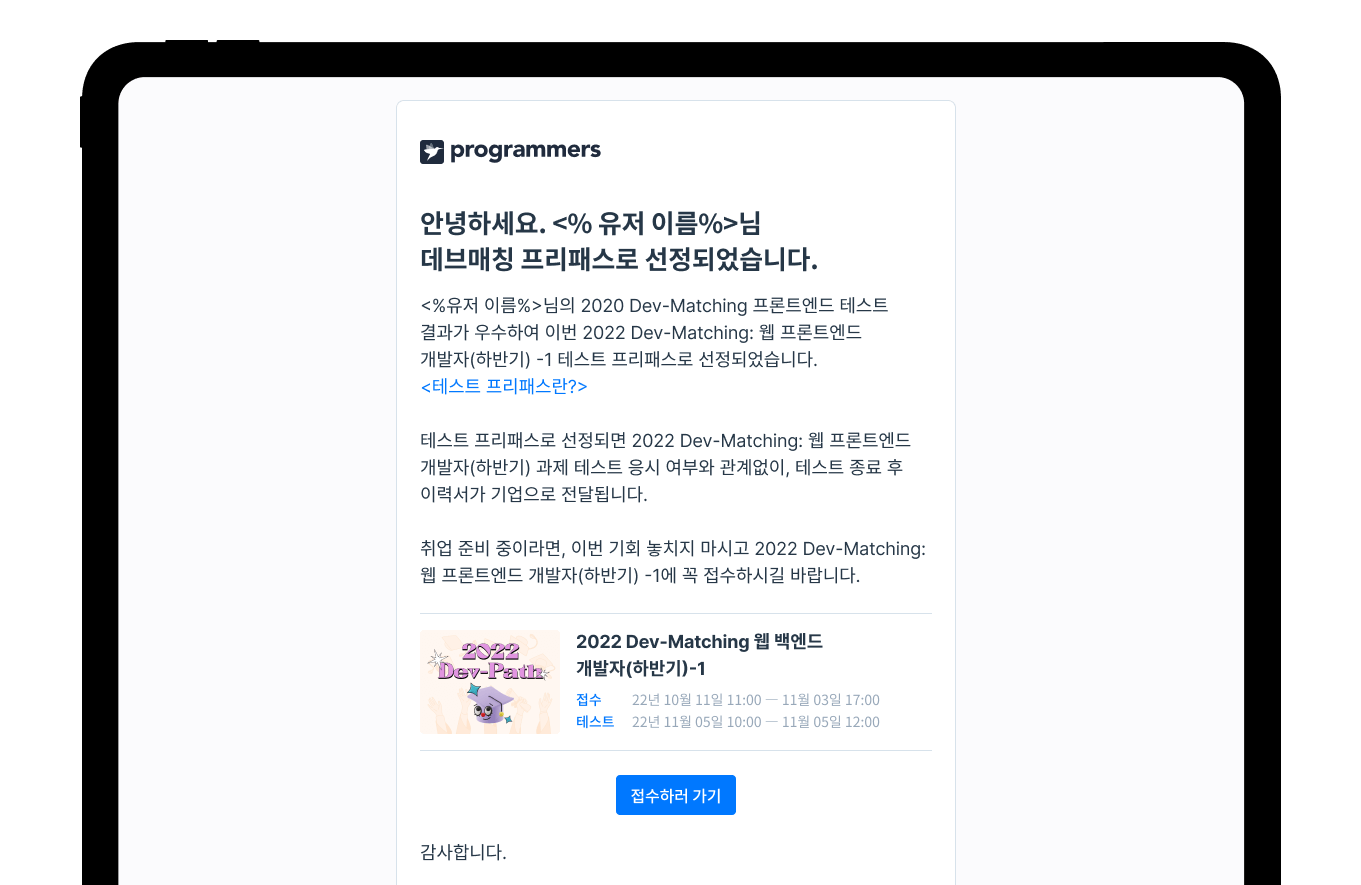 programmers
안녕하세요. <% 유저 이름%>님
데브매칭 프리패스로 선정되었습니다.
<%유저 이름%>님의 2020 Dev-Matching 프론트엔드 테스트
결과가 우수하여 이번 2022 Dev-Matching: 웹 프론트엔드
개발자(하반기) -1 테스트 프리패스로 선정되었습니다.
<테스트 프리패스란?>
테스트 프리패스로 선정되면 2022 Dev-Matching: 웹 프론트엔드
개발자(하반기) 과제 테스트 응시 여부와 관계없이, 테스트 종료 후
이력서가 기업으로 전달됩니다.
취업 준비 중이라면, 이번 기회 놓치지 마시고 2022 Dev-Matching:
웹 프론트엔드 개발자(하반기) -1에 꼭 접수하시길 바랍니다.
2022
Dev-Path
2022 Dev-Matching 웹 백엔드
개발자(하반기)-1
접수 22년 10월 11일 11:00 — 11월 03일 17:00
테스트 22년 11월 05일 10:00 — 11월 05일 12:00
접수하러 가기
감사합니다.